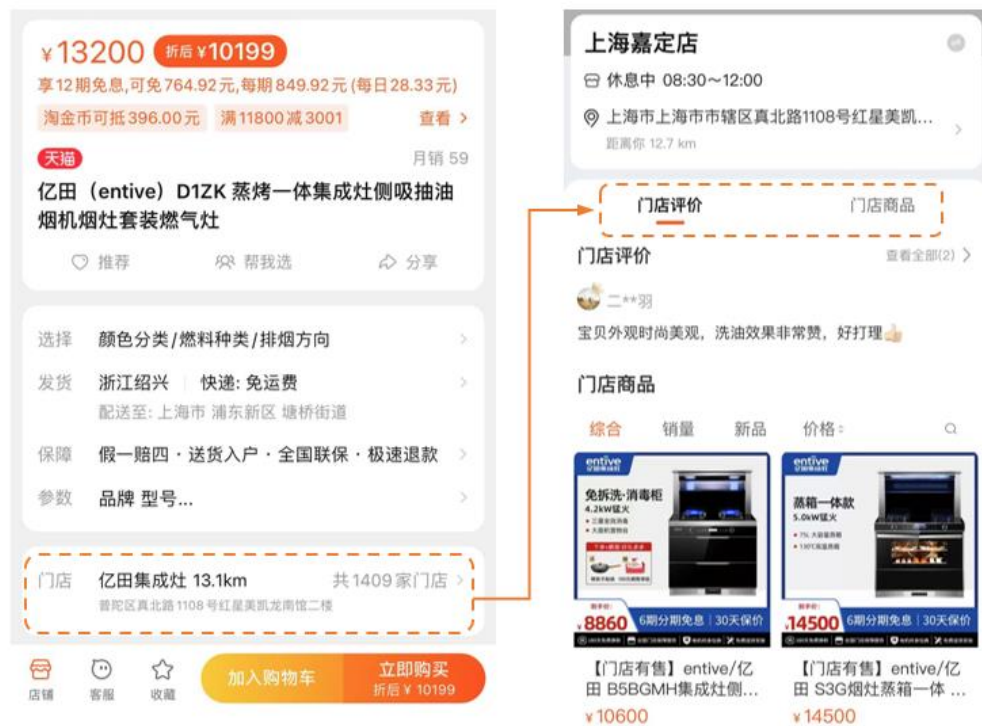 ¥13200 折后 ¥10199
享12期免息,可免764.92元,每期849.92元(每日28.33元)
淘金币可抵396.00元 满11800减3001 查看 >
天猫 月销 59
亿田（entive）D1ZK 蒸烤一体集成灶侧吸抽油
烟机烟灶套装燃气灶
推荐 帮我选 分享
选择 颜色分类/燃料种类/排烟方向
发货 浙江绍兴 快递: 免运费
配送至: 上海市 浦东新区 塘桥街道
保障 假一赔四 · 送货入户 · 全国联保 · 极速退款
参数 品牌 型号...
门店 亿田集成灶 13.1km 共1409家门店
普陀区真北路1108号红星美凯龙南馆二楼
店铺 客服 收藏 加入购物车 立即购买
折后 ¥ 10199
上海嘉定店
休息中 08:30～12:00
上海市上海市市辖区真北路1108号红星美凯...
距离你 12.7 km
门店评价 门店商品
门店评价 查看全部(2)
二**羽
宝贝外观时尚美观，洗油效果非常赞，好打理
门店商品
综合 销量 新品 价格
entive
免拆洗·消毒柜
4.2kW猛火
¥8860 6期分期免息 30天保价
entive
蒸箱一体款
5.0kW猛火
¥14500 6期分期免息 30天保价
【门店有售】entive/亿
田 B5BGMH集成灶侧...
¥10600
【门店有售】entive/亿
田 S3G烟灶蒸箱一体 ...
¥14500